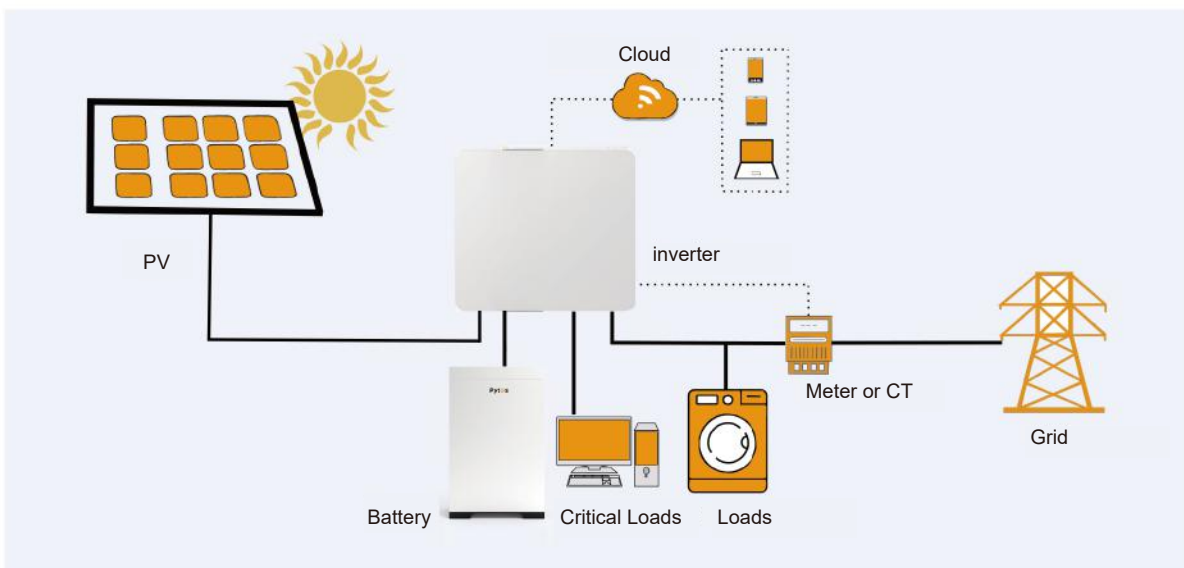 Cloud
PV
inverter
Meter or CT
Grid
Battery
Critical Loads
Loads